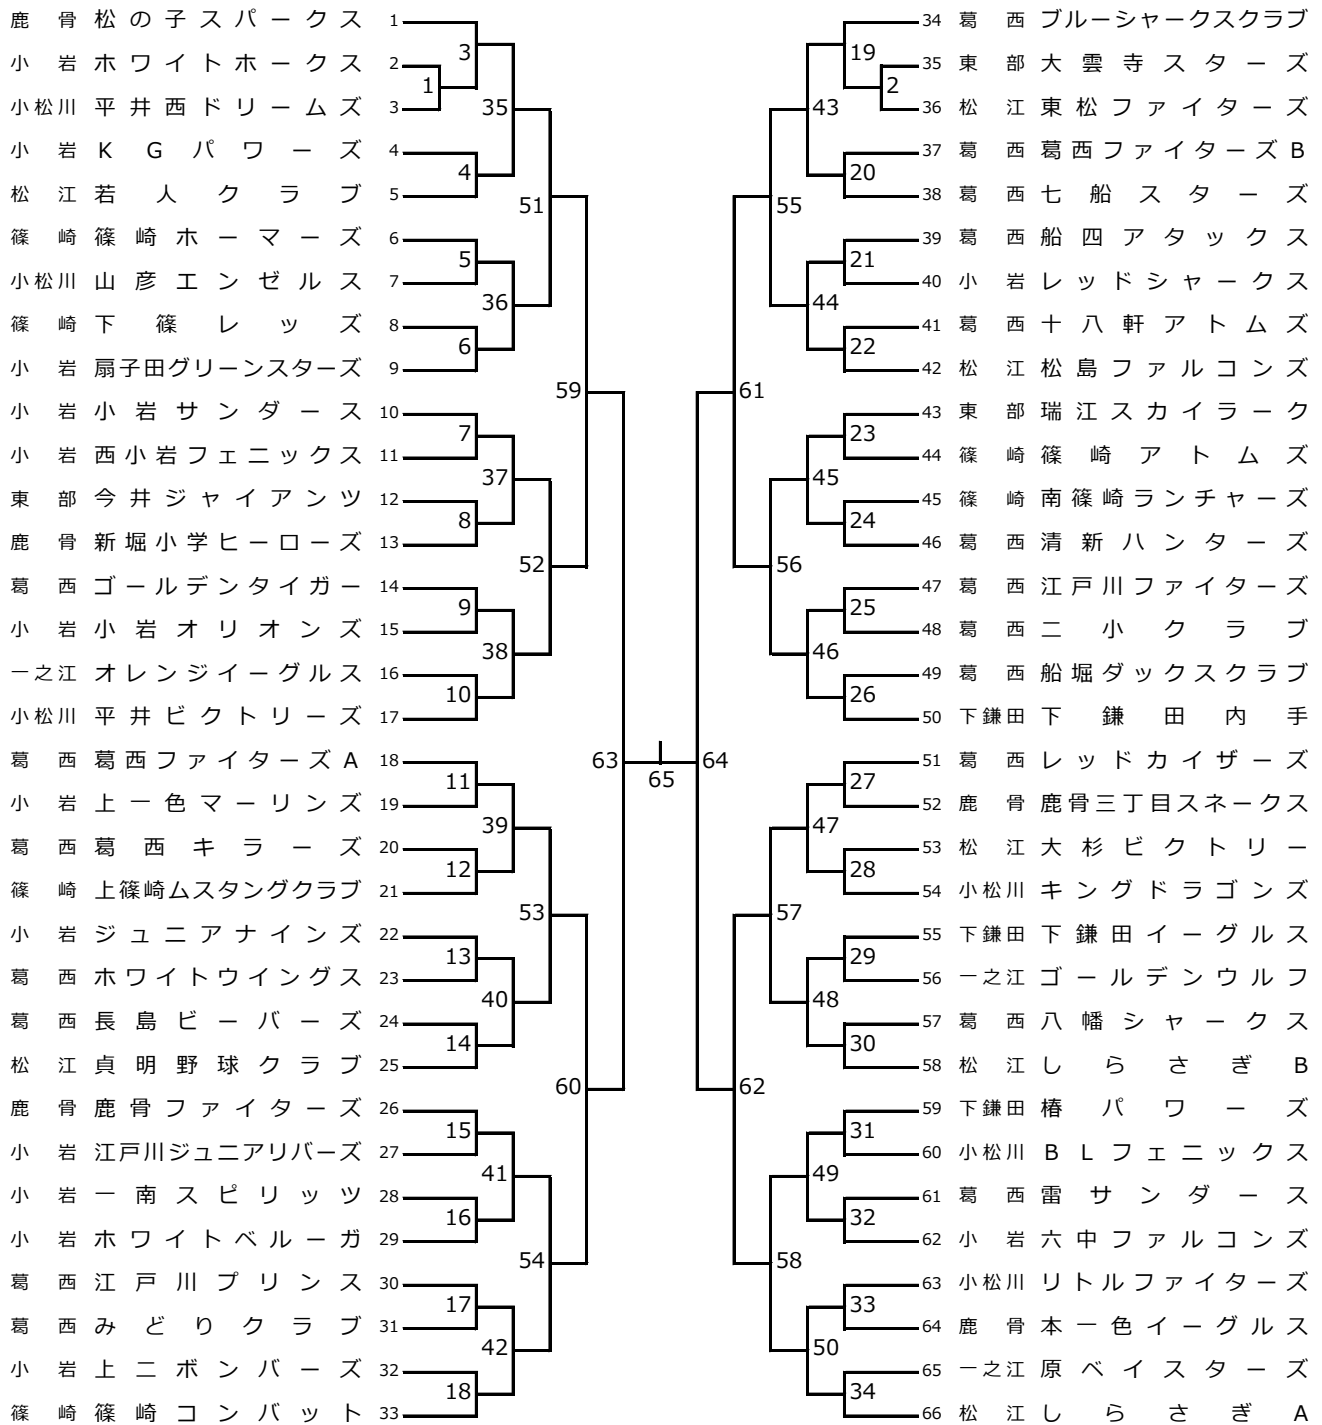 鹿骨 松の子スパークス 1
小岩 ホワイトホークス 2
小松川 平井西ドリームズ 3
小岩 KGパワーズ 4
松江 若人クラブ 5
篠崎 篠崎ホーマーズ 6
小松川 山彦エンゼルス 7
篠崎 下篠レッズ 8
小岩 扇子田グリーンスターズ 9
小岩 小岩サンダース 10
小岩 西小岩フェニックス 11
東部 今井ジャイアンツ 12
鹿骨 新堀小学ヒーローズ 13
葛西 ゴールデンタイガー 14
小岩 小岩オリオンズ 15
一之江 オレンジイーグルス 16
小松川 平井ビクトリーズ 17
葛西 葛西ファイターズA 18
小岩 上一色マーリンズ 19
葛西 葛西キラーズ 20
篠崎 上篠崎ムスタングクラブ 21
小岩 ジュニアナインズ 22
葛西 ホワイトウイングス 23
葛西 長島ビーバーズ 24
松江 貞明野球クラブ 25
鹿骨 鹿骨ファイターズ 26
小岩 江戸川ジュニアリバーズ 27
小岩 一南スピリッツ 28
小岩 ホワイトベルーガ 29
葛西 江戸川プリンス 30
葛西 みどりクラブ 31
小岩 上二ボンバーズ 32
篠崎 篠崎コンバット 33
1
3
4
5
6
7
8
9
10
11
12
13
14
15
16
17
18
35
36
37
38
39
40
41
42
51
52
53
54
59
60
63
65
64
61
62
55
56
57
58
43
44
45
46
47
48
49
50
19
2
20
21
22
23
24
25
26
27
28
29
30
31
32
33
34
34 葛西 ブルーシャークスクラブ
35 東部 大雲寺スターズ
36 松江 東松ファイターズ
37 葛西 葛西ファイターズB
38 葛西 七船スターズ
39 葛西 船四アタックス
40 小岩 レッドシャークス
41 葛西 十八軒アトムズ
42 松江 松島ファルコンズ
43 東部 瑞江スカイラーク
44 篠崎 篠崎アトムズ
45 篠崎 南篠崎ランチャーズ
46 葛西 清新ハンターズ
47 葛西 江戸川ファイターズ
48 葛西 二小クラブ
49 葛西 船堀ダックスクラブ
50 下鎌田 下鎌田内手
51 葛西 レッドカイザーズ
52 鹿骨 鹿骨三丁目スネークス
53 松江 大杉ビクトリー
54 小松川 キングドラゴンズ
55 下鎌田 下鎌田イーグルス
56 一之江 ゴールデンウルフ
57 葛西 八幡シャークス
58 松江 しらさぎB
59 下鎌田 椿パワーズ
60 小松川 BLフェニックス
61 葛西 雷サンダース
62 小岩 六中ファルコンズ
63 小松川 リトルファイターズ
64 鹿骨 本一色イーグルス
65 一之江 原ベイスターズ
66 松江 しらさぎA